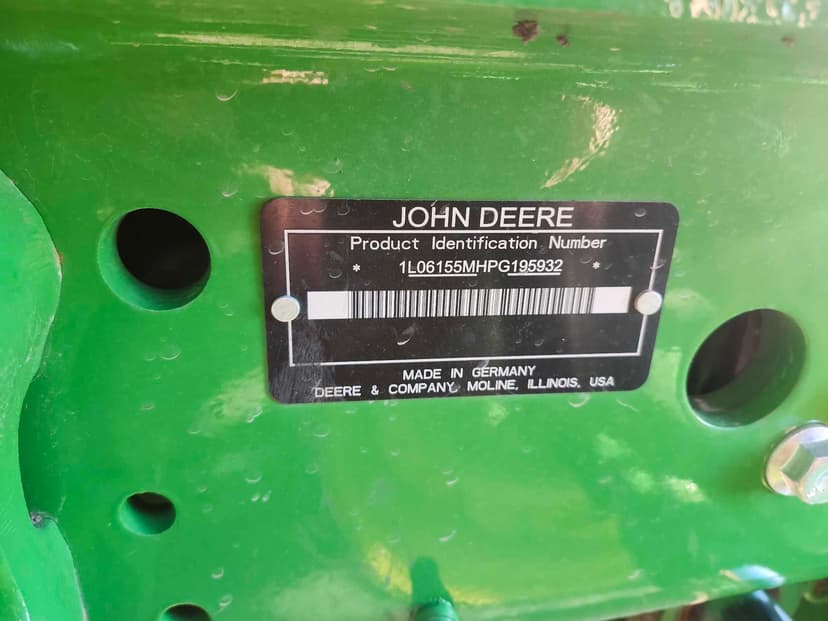 JOHN DEERE
Product Identification Number
* 1L06155MHPG195932 *
MADE IN GERMANY
DEERE & COMPANY, MOLINE, ILLINOIS, USA